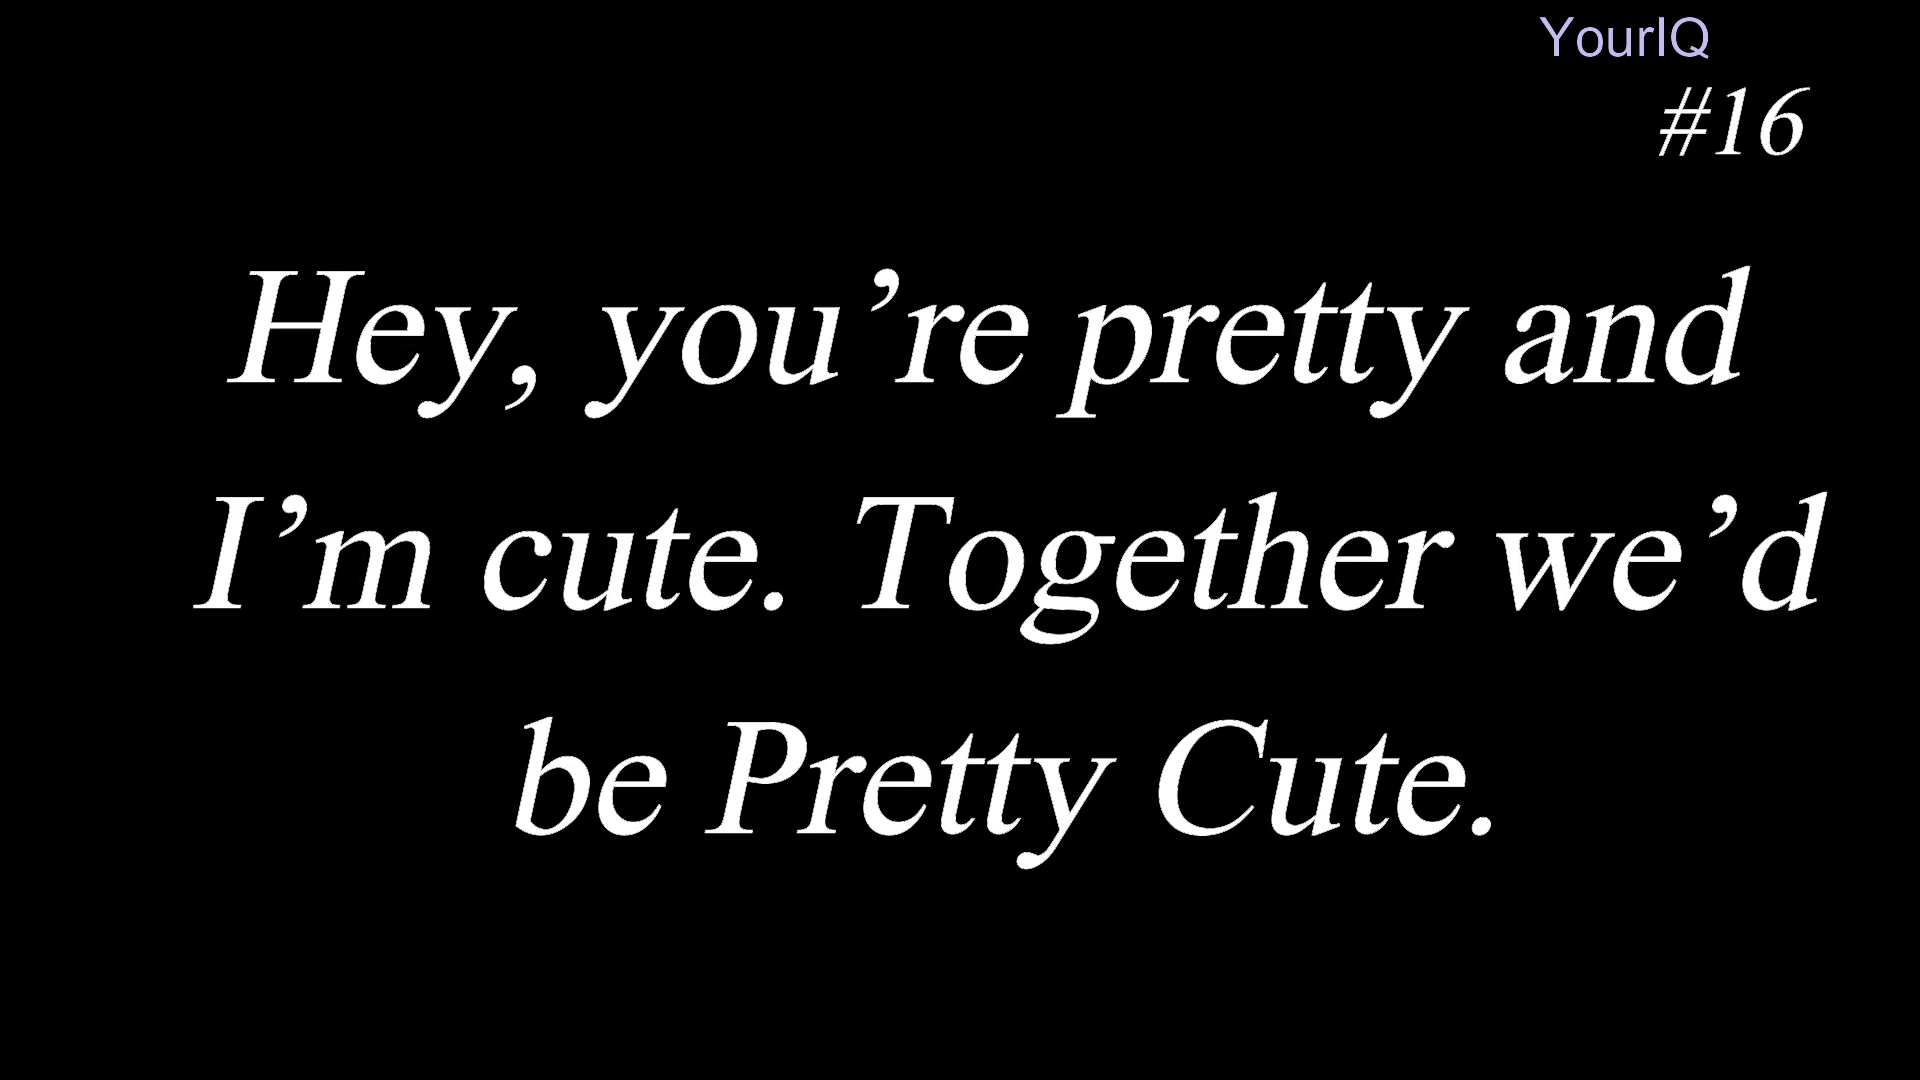 YourIQ
#16
Hey, you’re pretty and
I’m cute. Together we’d
be Pretty Cute.